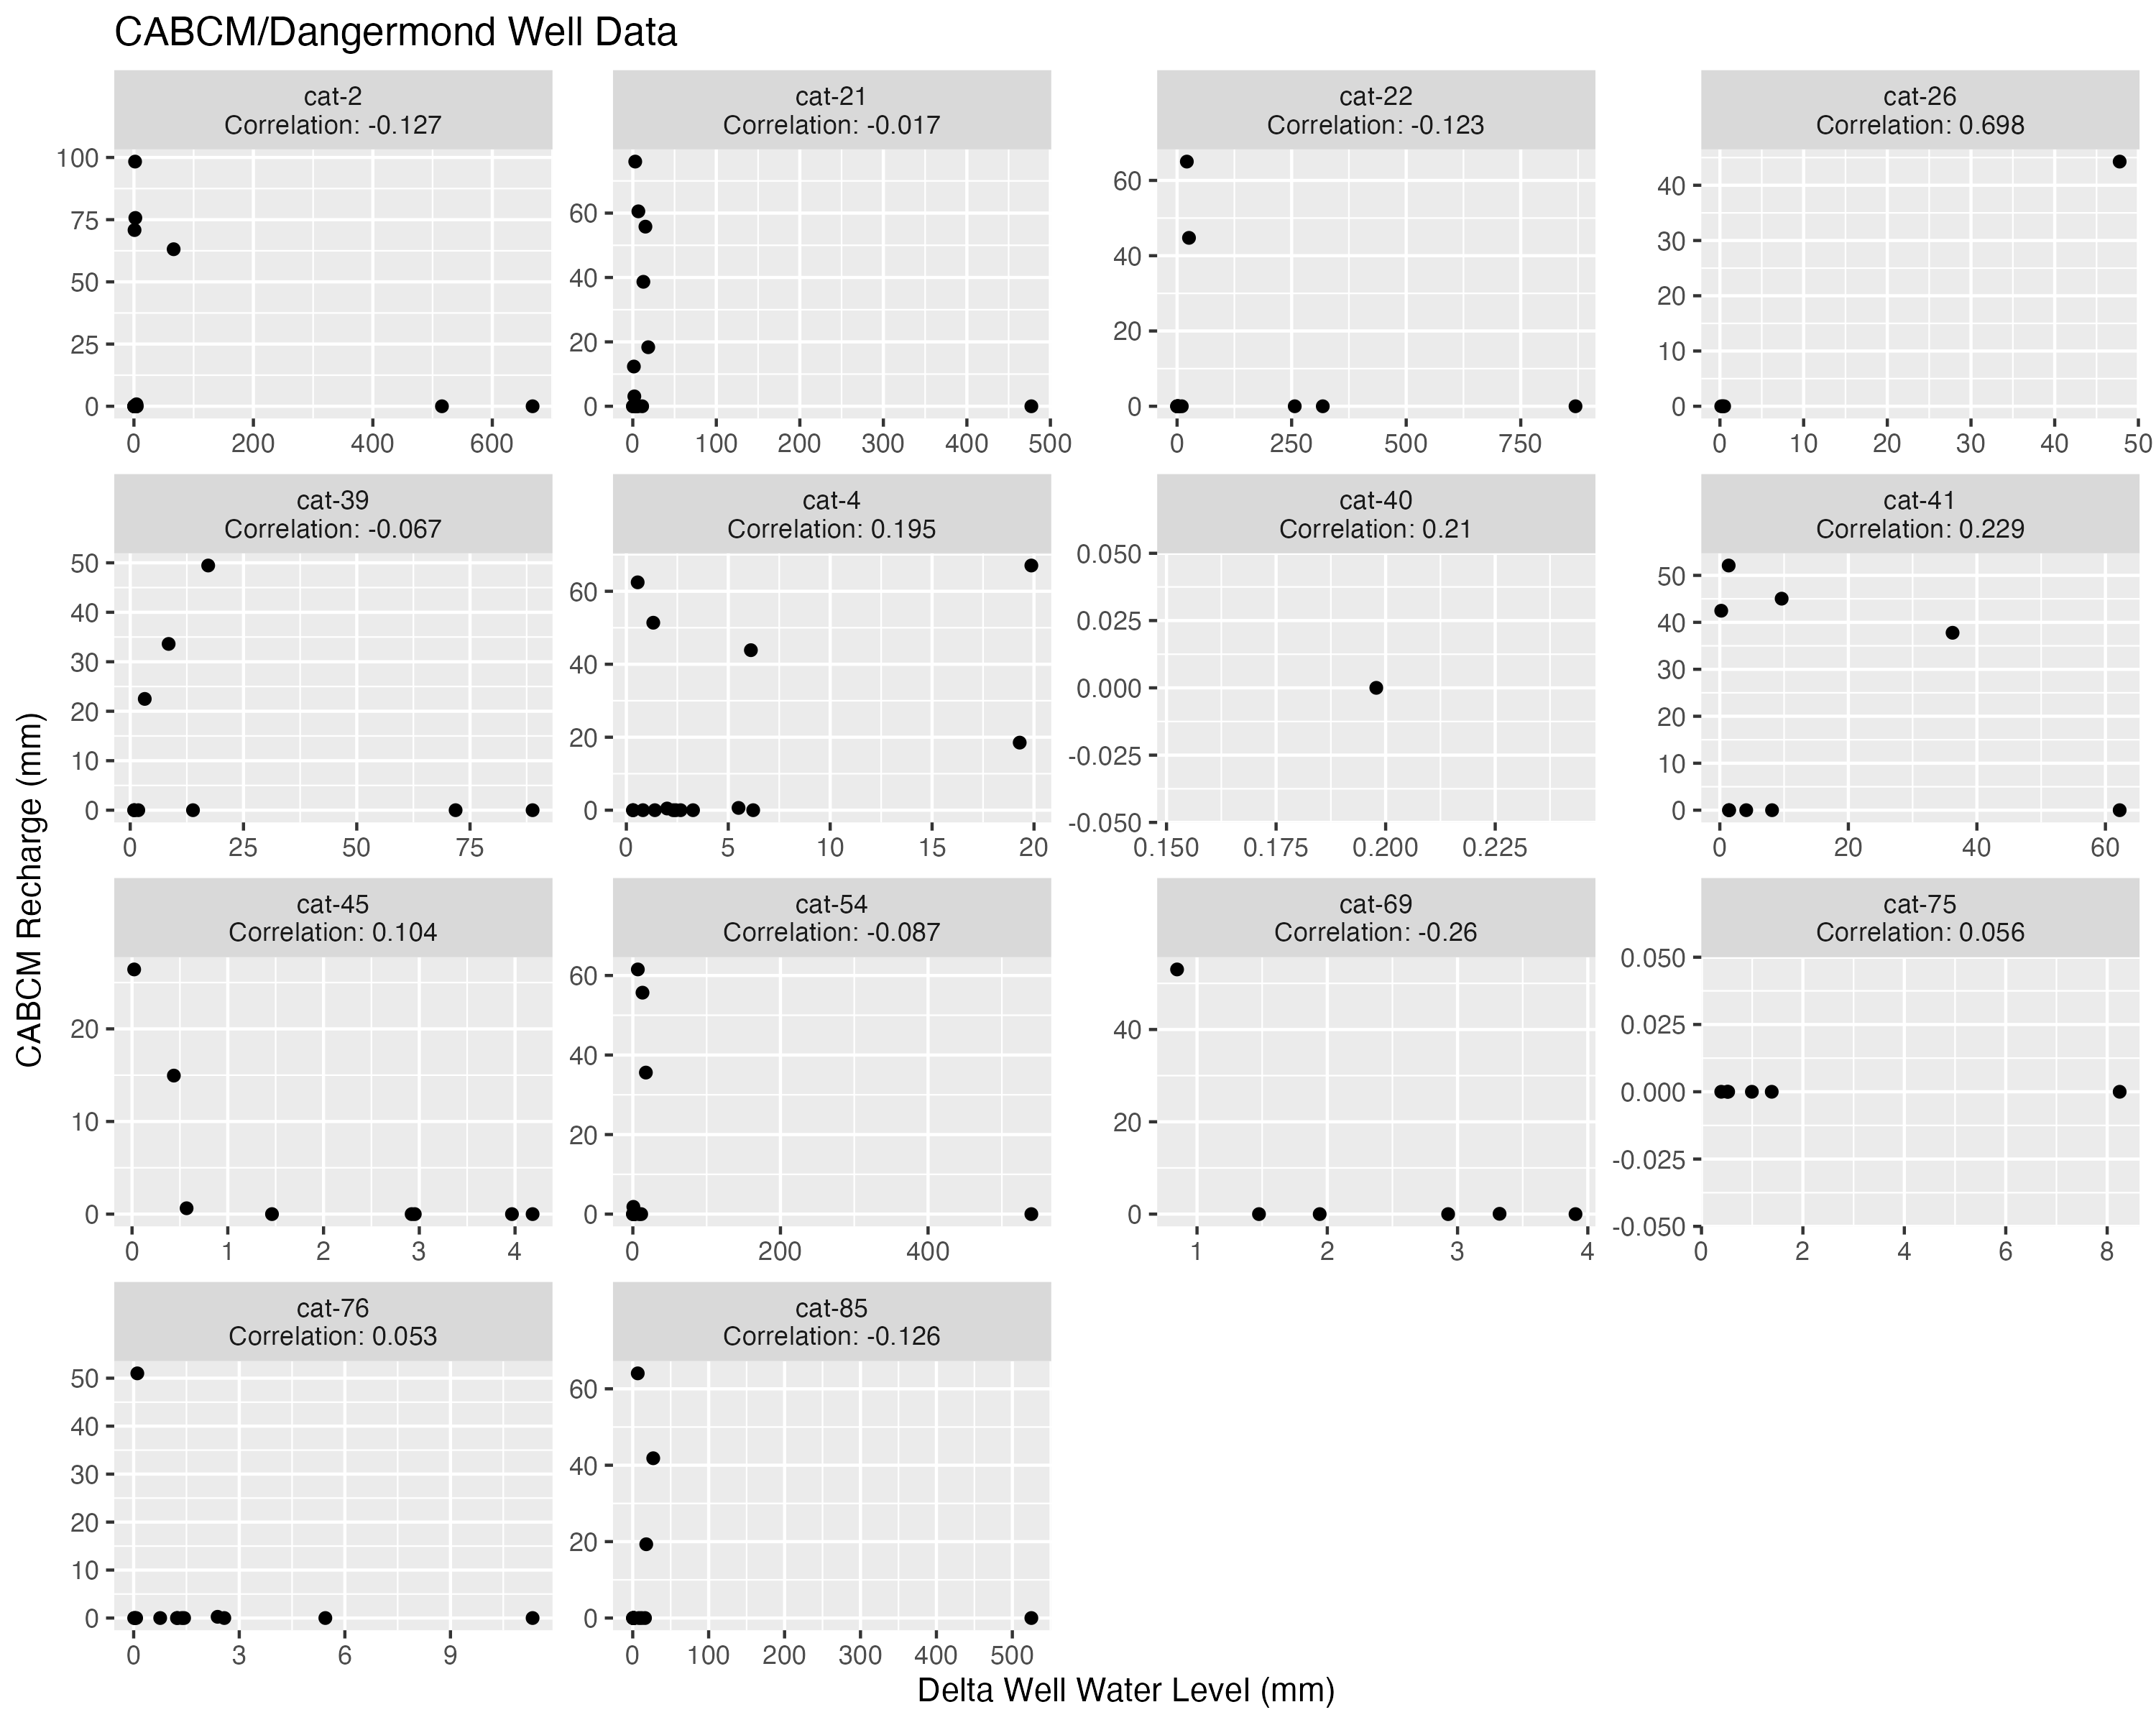 CABCM/Dangermond Well Data
cat-2
Correlation: -0.127
cat-21
Correlation: -0.017
cat-22
Correlation: -0.123
cat-26
Correlation: 0.698
100
75
50
25
0
0 200 400 600
60
40
20
0
0 100 200 300 400 500
60
40
20
0
0 250 500 750
40
30
20
10
0
0 10 20 30 40 50
cat-39
Correlation: -0.067
cat-4
Correlation: 0.195
cat-40
Correlation: 0.21
cat-41
Correlation: 0.229
50
40
30
20
10
0
0 25 50 75
60
40
20
0
0 5 10 15 20
0.050
0.025
0.000
-0.025
-0.050
0.150 0.175 0.200 0.225
50
40
30
20
10
0
0 20 40 60
CABCM Recharge (mm)
cat-45
Correlation: 0.104
cat-54
Correlation: -0.087
cat-69
Correlation: -0.26
cat-75
Correlation: 0.056
20
10
0
0 1 2 3 4
60
40
20
0
0 200 400
40
20
0
1 2 3 4
0.050
0.025
0.000
-0.025
-0.050
0 2 4 6 8
cat-76
Correlation: 0.053
cat-85
Correlation: -0.126
50
40
30
20
10
0
0 3 6 9
60
40
20
0
0 100 200 300 400 500
Delta Well Water Level (mm)